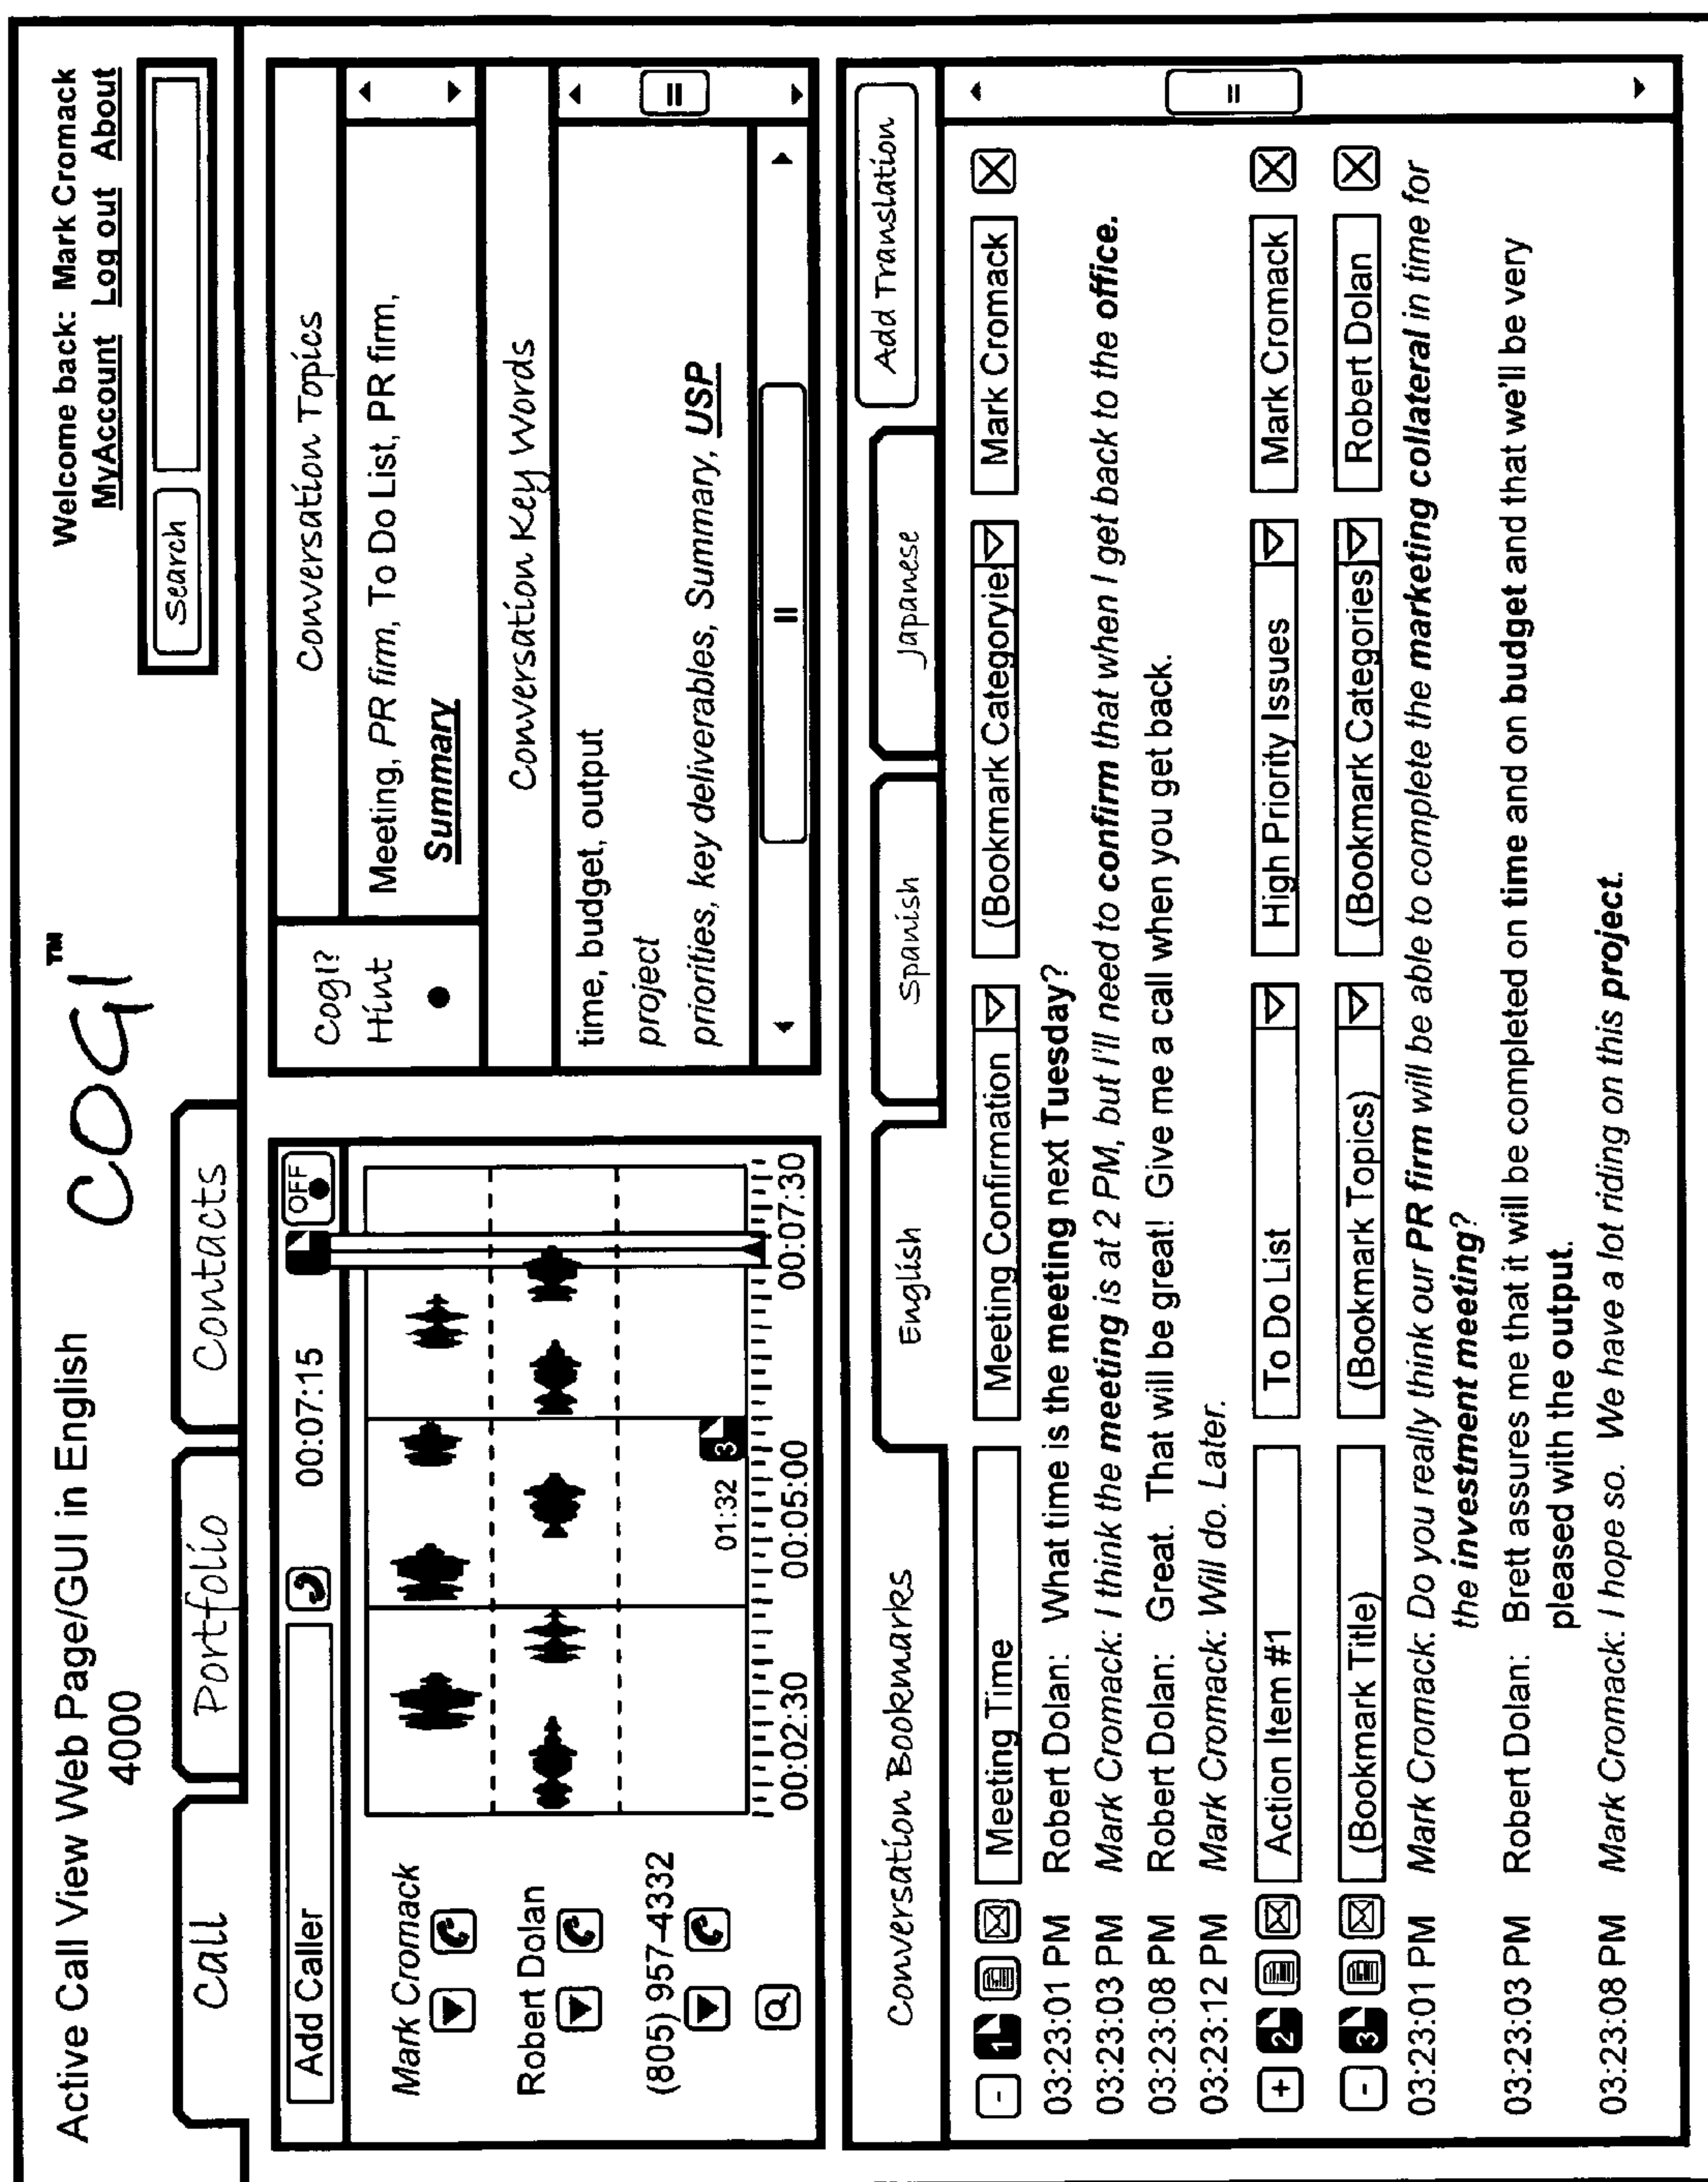 Active Call View Web Page/GUI in English
4000
COGI™
Welcome back: Mark Cromack
MyAccount Log out About
Search
Call
Portfolio
Contacts
Add Caller
00:07:15
OFF
Mark Cromack
Robert Dolan
(805) 957-4332
01:32
3
00:02:30
00:05:00
00:07:30
Cogi?
Hint
Conversation Topics
Meeting, PR firm, To Do List, PR firm,
Summary
Conversation Key Words
time, budget, output
project
priorities, key deliverables, Summary, USP
Conversation Bookmarks
English
Spanish
Japanese
Add Translation
- 1 Meeting Time Meeting Confirmation (Bookmark Categoryie Mark Cromack
03:23:01 PM Robert Dolan: What time is the meeting next Tuesday?
03:23:03 PM Mark Cromack: I think the meeting is at 2 PM, but I'll need to confirm that when I get back to the office.
03:23:08 PM Robert Dolan: Great. That will be great! Give me a call when you get back.
03:23:12 PM Mark Cromack: Will do. Later.
+ 2 Action Item #1 To Do List High Priority Issues Mark Cromack
- 3 (Bookmark Title) (Bookmark Topics) (Bookmark Categories) Robert Dolan
03:23:01 PM Mark Cromack: Do you really think our PR firm will be able to complete the marketing collateral in time for
the investment meeting?
03:23:03 PM Robert Dolan: Brett assures me that it will be completed on time and on budget and that we'll be very
pleased with the output.
03:23:08 PM Mark Cromack: I hope so. We have a lot riding on this project.